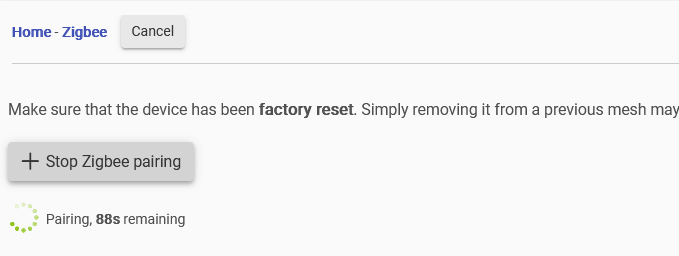 Home - Zigbee Cancel
Make sure that the device has been factory reset. Simply removing it from a previous mesh may
Stop Zigbee pairing
Pairing, 88s remaining